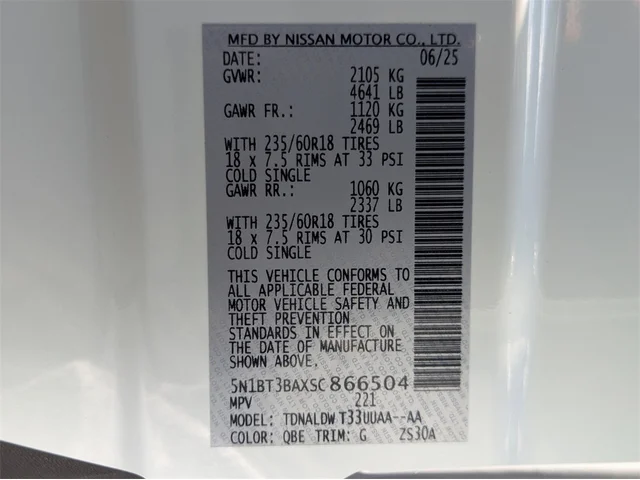 MFD BY NISSAN MOTOR CO., LTD.
DATE: 06/25
GVWR: 2105 KG
4641 LB
GAWR FR.: 1120 KG
2469 LB
WITH 235/60R18 TIRES
18 x 7.5 RIMS AT 33 PSI
COLD SINGLE
GAWR RR.: 1060 KG
2337 LB
WITH 235/60R18 TIRES
18 x 7.5 RIMS AT 30 PSI
COLD SINGLE
THIS VEHICLE CONFORMS TO
ALL APPLICABLE FEDERAL
MOTOR VEHICLE SAFETY AND
THEFT PREVENTION
STANDARDS IN EFFECT ON
THE DATE OF MANUFACTURE
SHOWN ABOVE.
5N1BT3BAXSC866504
MPV 221
MODEL: TDNALDWT33UUAA--AA
COLOR: QBE TRIM: G ZS30A